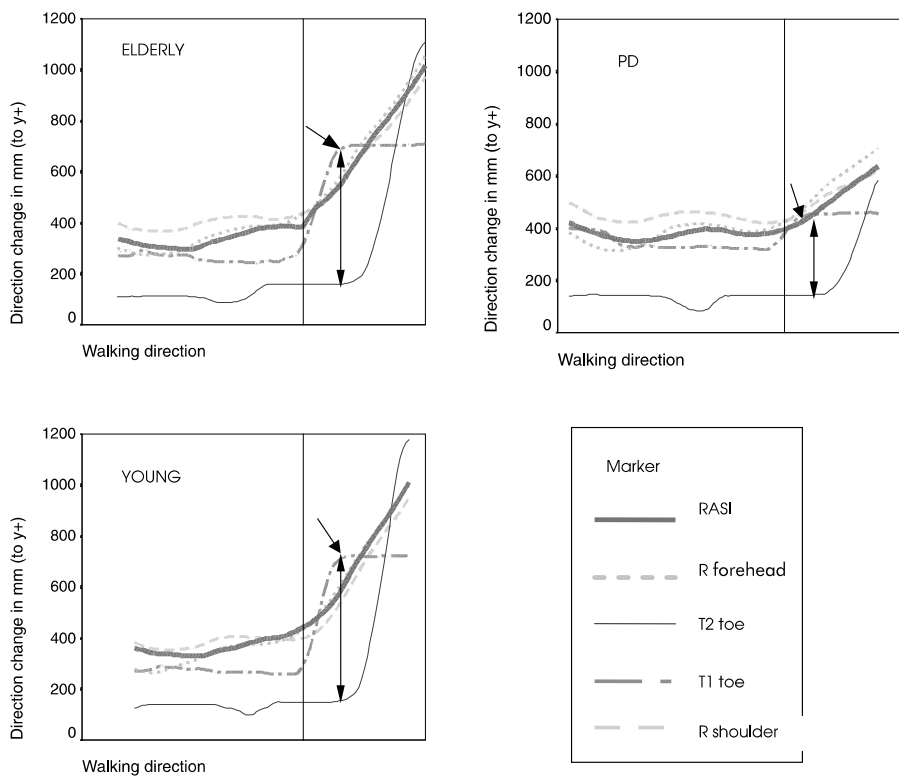 ELDERLY
Direction change in mm (to y+)
1200
1000
800
600
400
200
0
Walking direction
PD
Direction change in mm (to y+)
1200
1000
800
600
400
200
0
Walking direction
YOUNG
Direction change in mm (to y+)
1200
1000
800
600
400
200
0
Walking direction
Marker
RASI
R forehead
T2 toe
T1 toe
R shoulder